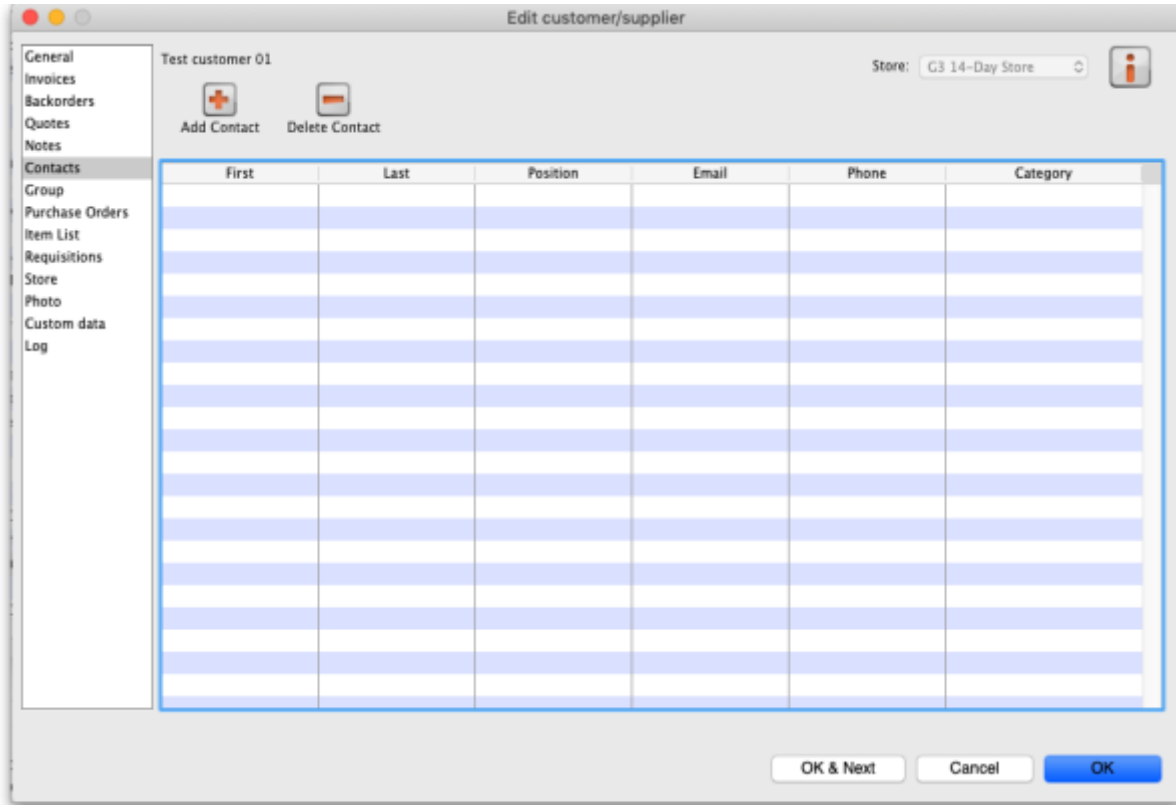 Edit customer/supplier
General
Invoices
Backorders
Quotes
Notes
Contacts
Group
Purchase Orders
Item List
Requisitions
Store
Photo
Custom data
Log
Test customer 01
Store: G3 14-Day Store
Add Contact Delete Contact
First Last Position Email Phone Category
OK & Next Cancel OK